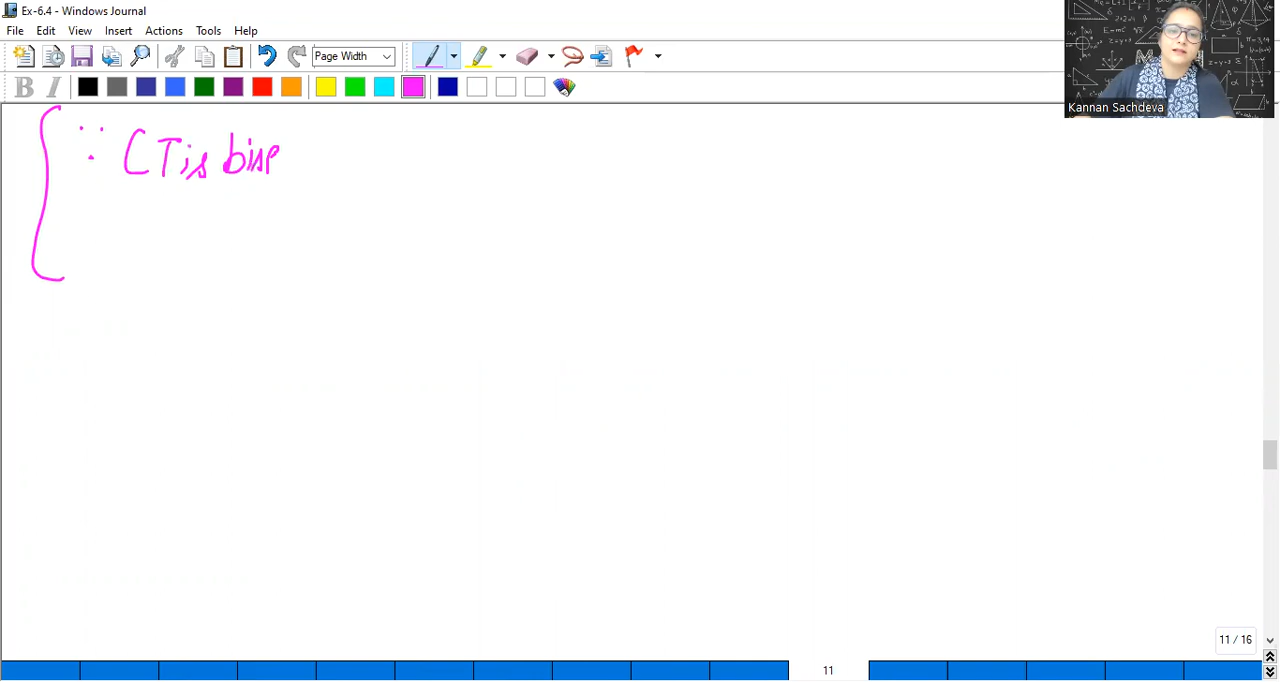 Ex-6.4 - Windows Journal
File Edit View Insert Actions Tools Help
Page Width
B I
Kannan Sachdeva
∵ CT is bise
11 / 16
11